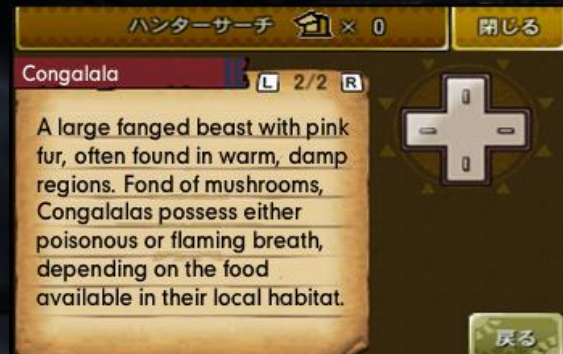 ハンターサーチ × 0
閉じる
Congalala
L 2/2 R
A large fanged beast with pink
fur, often found in warm, damp
regions. Fond of mushrooms,
Congalalas possess either
poisonous or flaming breath,
depending on the food
available in their local habitat.
戻る